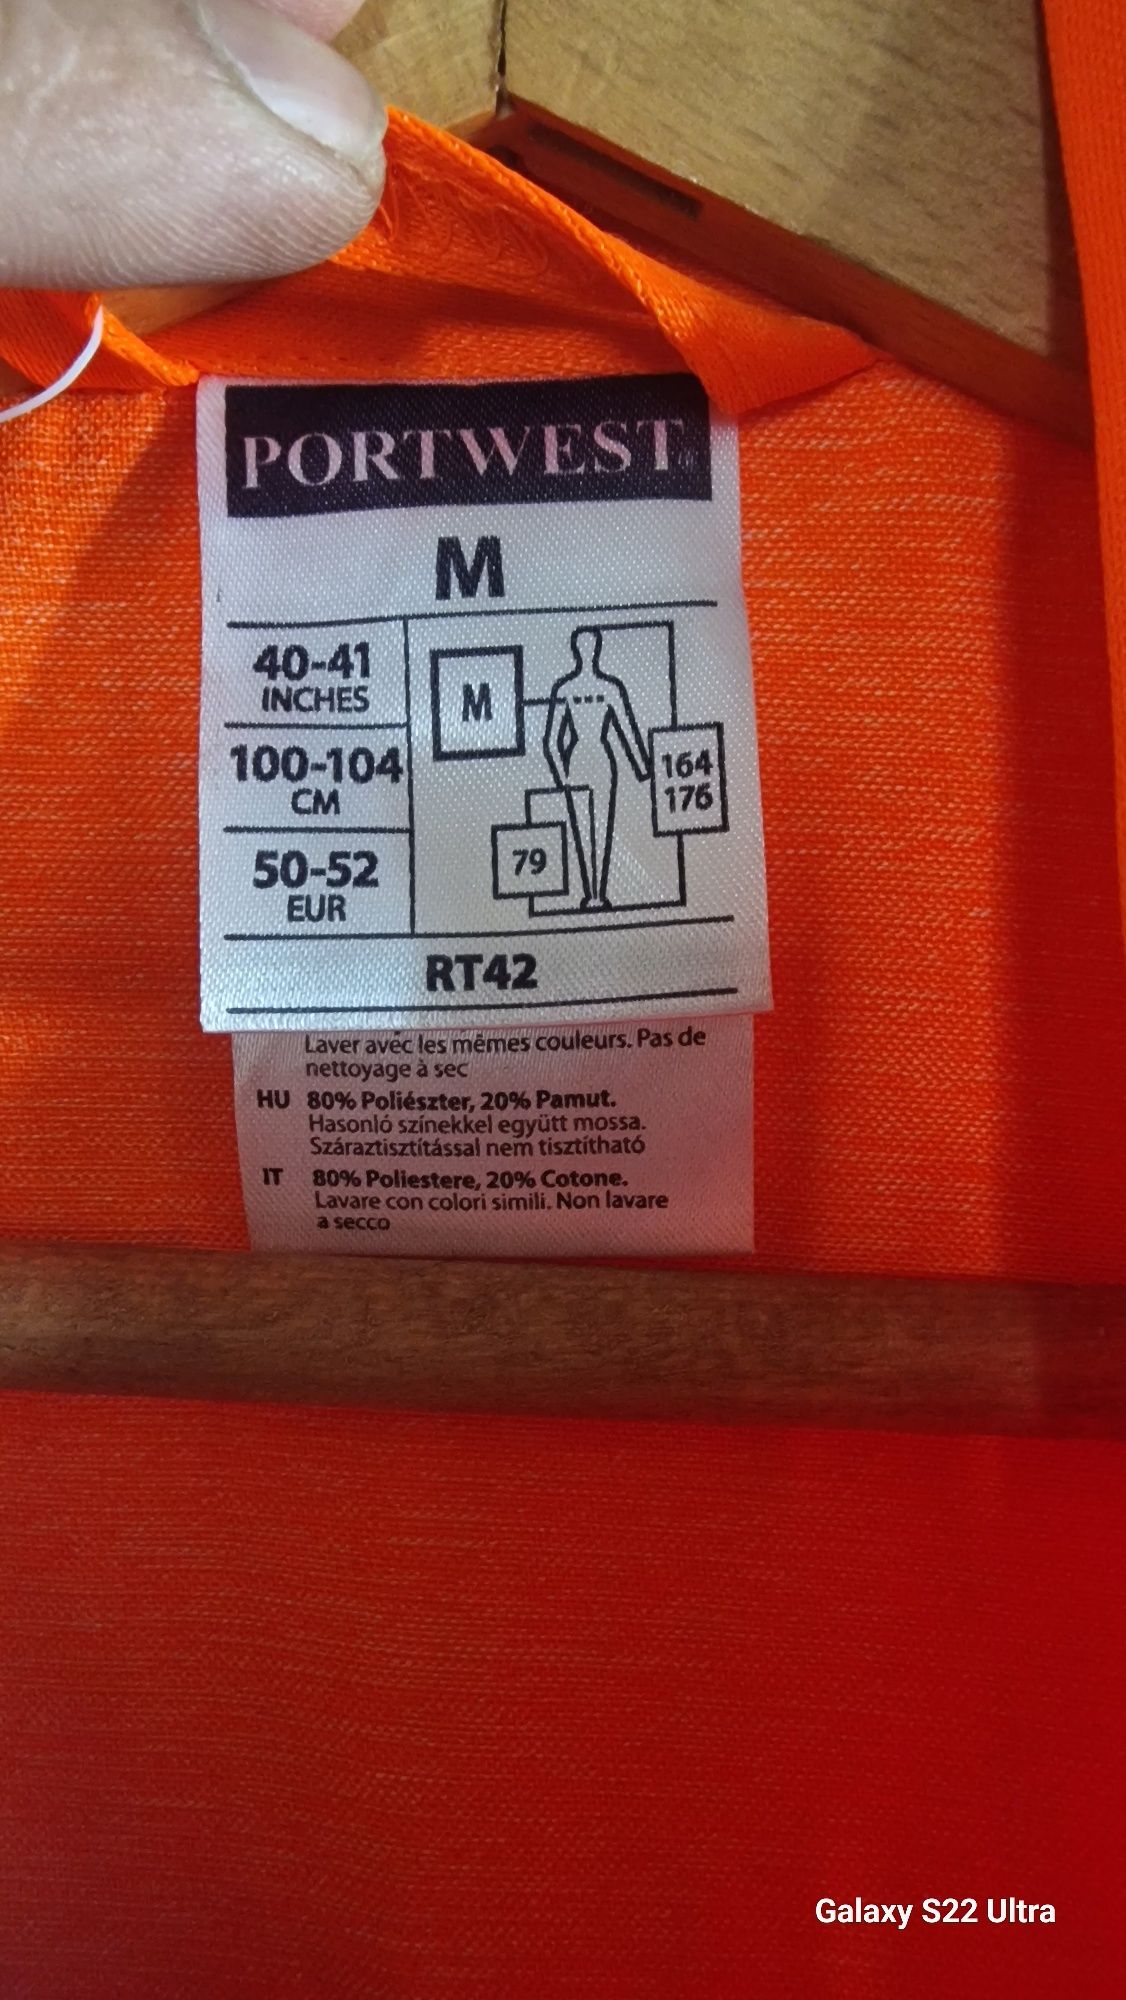 PORTWEST
M
40-41
INCHES
100-104
CM
50-52
EUR
M
164
176
79
RT42
Laver avec les mêmes couleurs. Pas de
nettoyage à sec
HU 80% Poliészter, 20% Pamut.
Hasonló színekkel együtt mossa.
Száraztisztítással nem tisztítható
IT 80% Poliestere, 20% Cotone.
Lavare con colori simili. Non lavare
a secco
Galaxy S22 Ultra